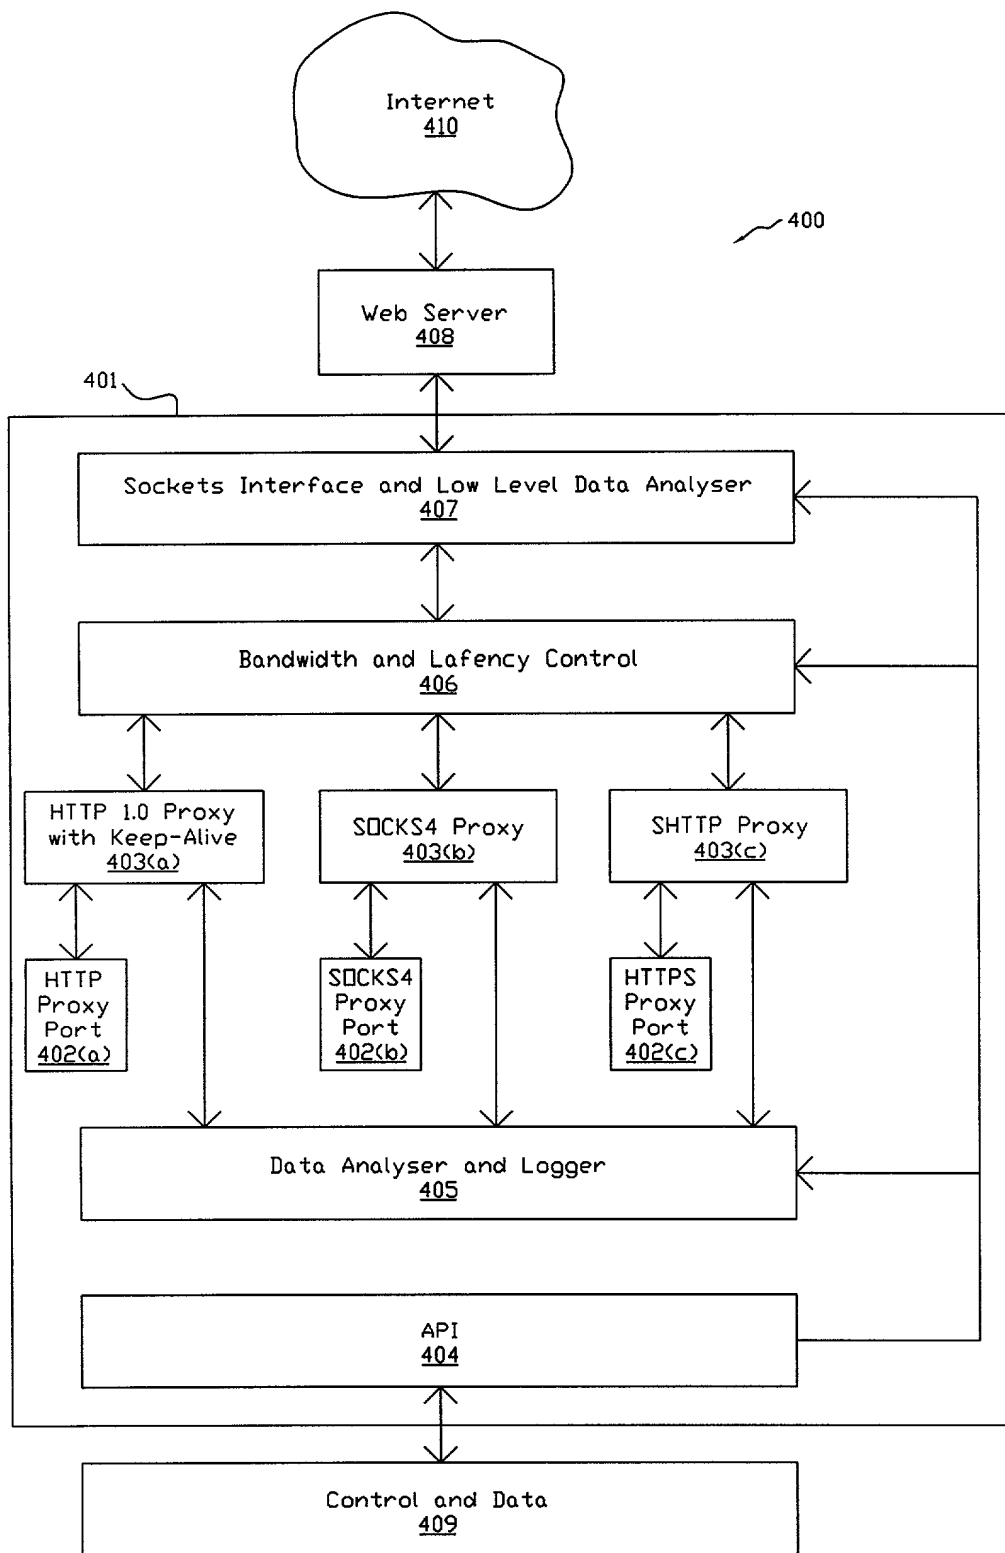 Internet
410
400
Web Server
408
401
Sockets Interface and Low Level Data Analyser
407
Bandwidth and Lafency Control
406
HTTP 1.0 Proxy
with Keep-Alive
403(a)
SOCKS4 Proxy
403(b)
SHTTP Proxy
403(c)
HTTP
Proxy
Port
402(a)
SOCKS4
Proxy
Port
402(b)
HTTPS
Proxy
Port
402(c)
Data Analyser and Logger
405
API
404
Control and Data
409